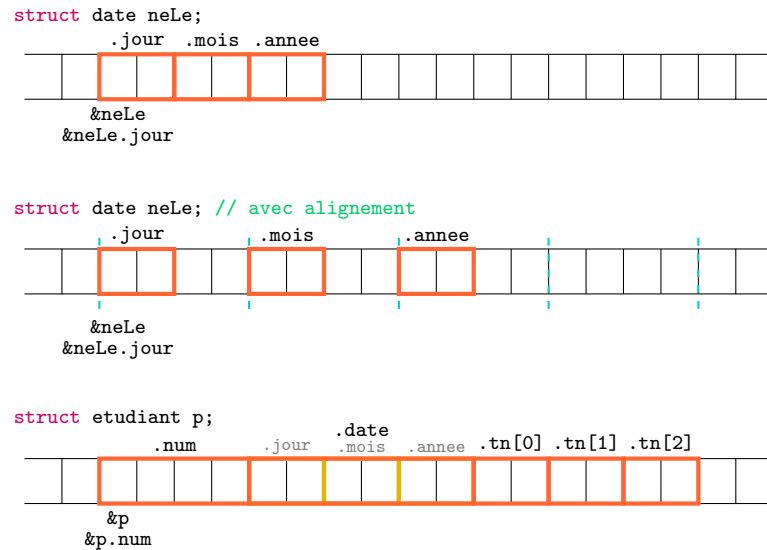 struct date neLe;
.jour .mois .annee
&neLe
&neLe.jour
struct date neLe; // avec alignement
.jour .mois .annee
&neLe
&neLe.jour
struct etudiant p;
.date
.num .jour .mois .annee .tn[0] .tn[1] .tn[2]
&p
&p.num